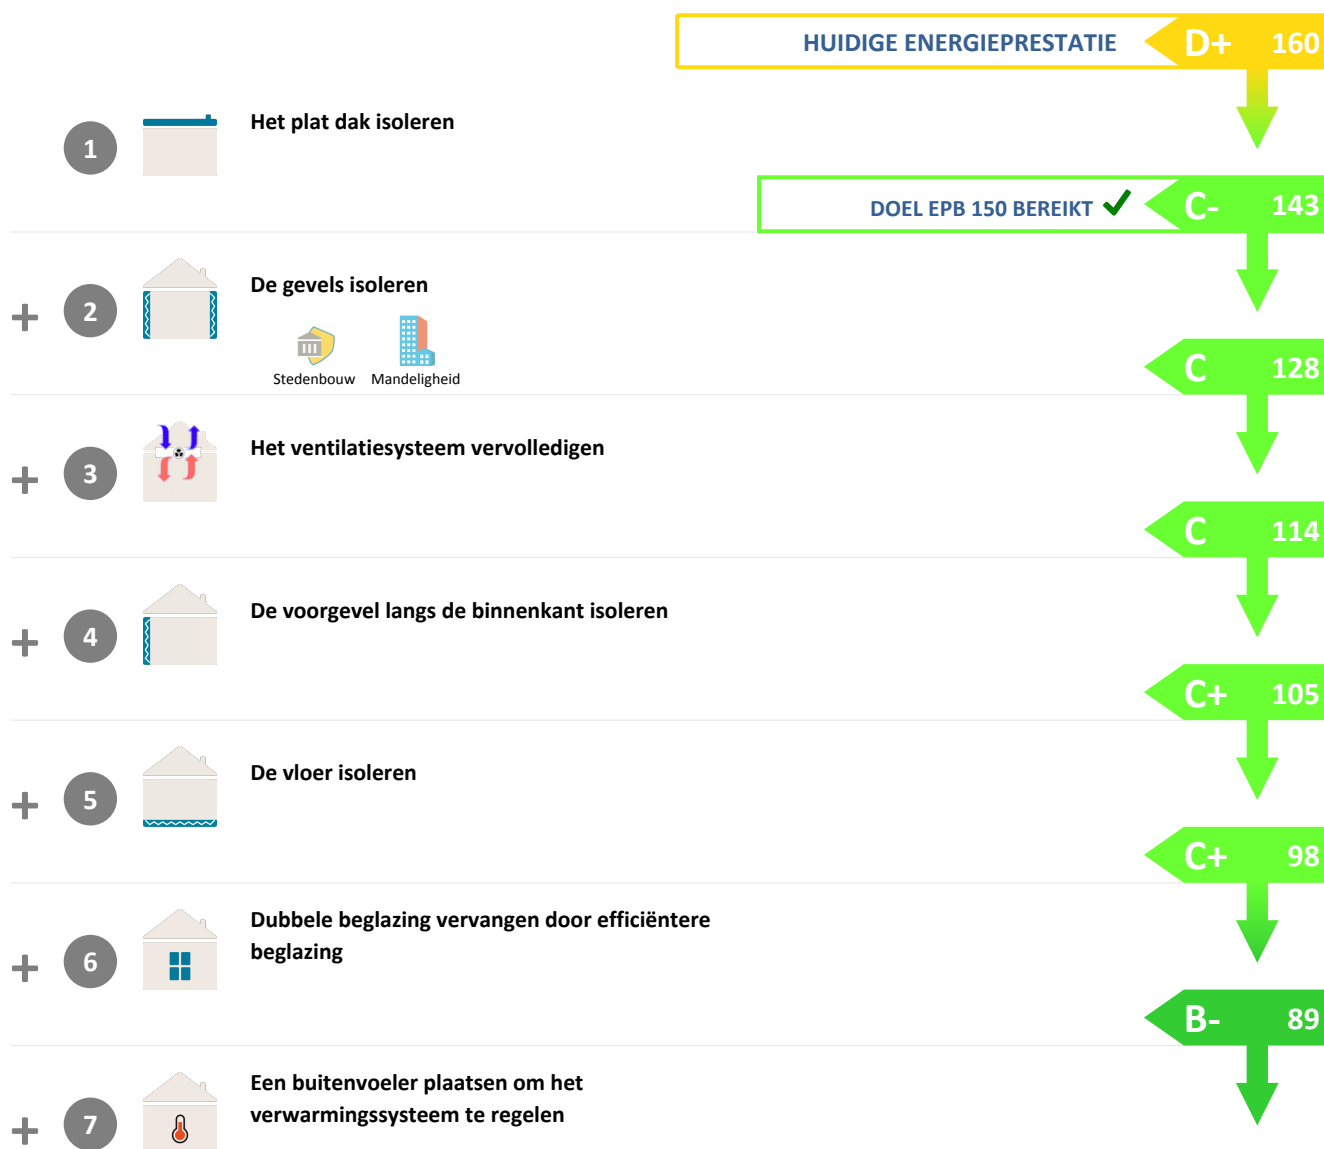 HUIDIGE ENERGIEPRESTATIE D+ 160
1 Het plat dak isoleren
DOEL EPB 150 BEREIKT C- 143
+ 2 De gevels isoleren
Stedenbouw Mandeligheid
C 128
+ 3 Het ventilatiesysteem vervolledigen
C 114
+ 4 De voorgevel langs de binnenkant isoleren
C+ 105
+ 5 De vloer isoleren
C+ 98
+ 6 Dubbele beglazing vervangen door efficiëntere
beglazing
B- 89
+ 7 Een buitenvoeler plaatsen om het
verwarmingssysteem te regelen